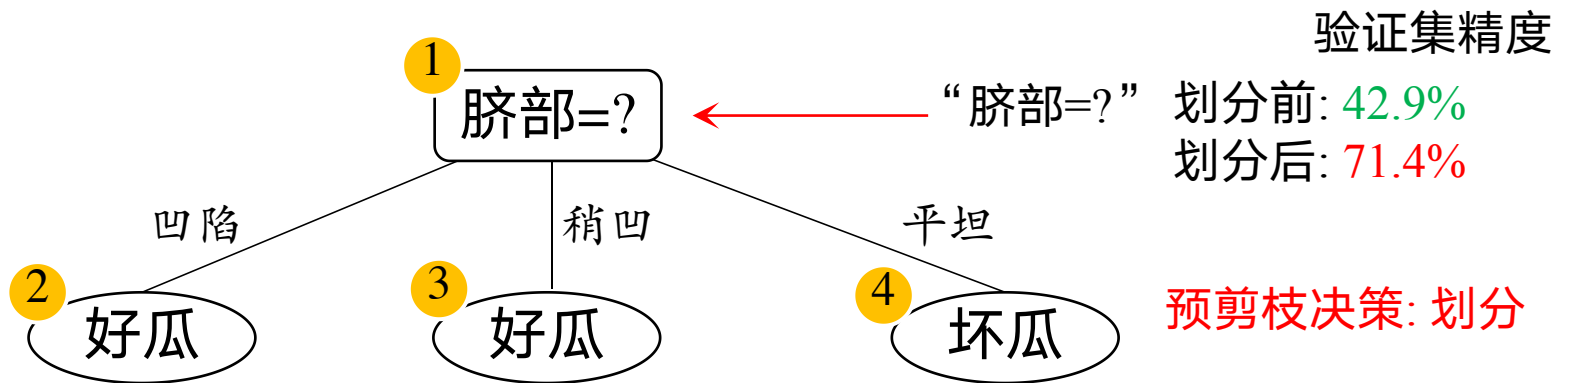 验证集精度
1
脐部=?
“脐部=?” 划分前: 42.9%
划分后: 71.4%
凹陷
稍凹
平坦
2
好瓜
3
好瓜
4
坏瓜
预剪枝决策: 划分